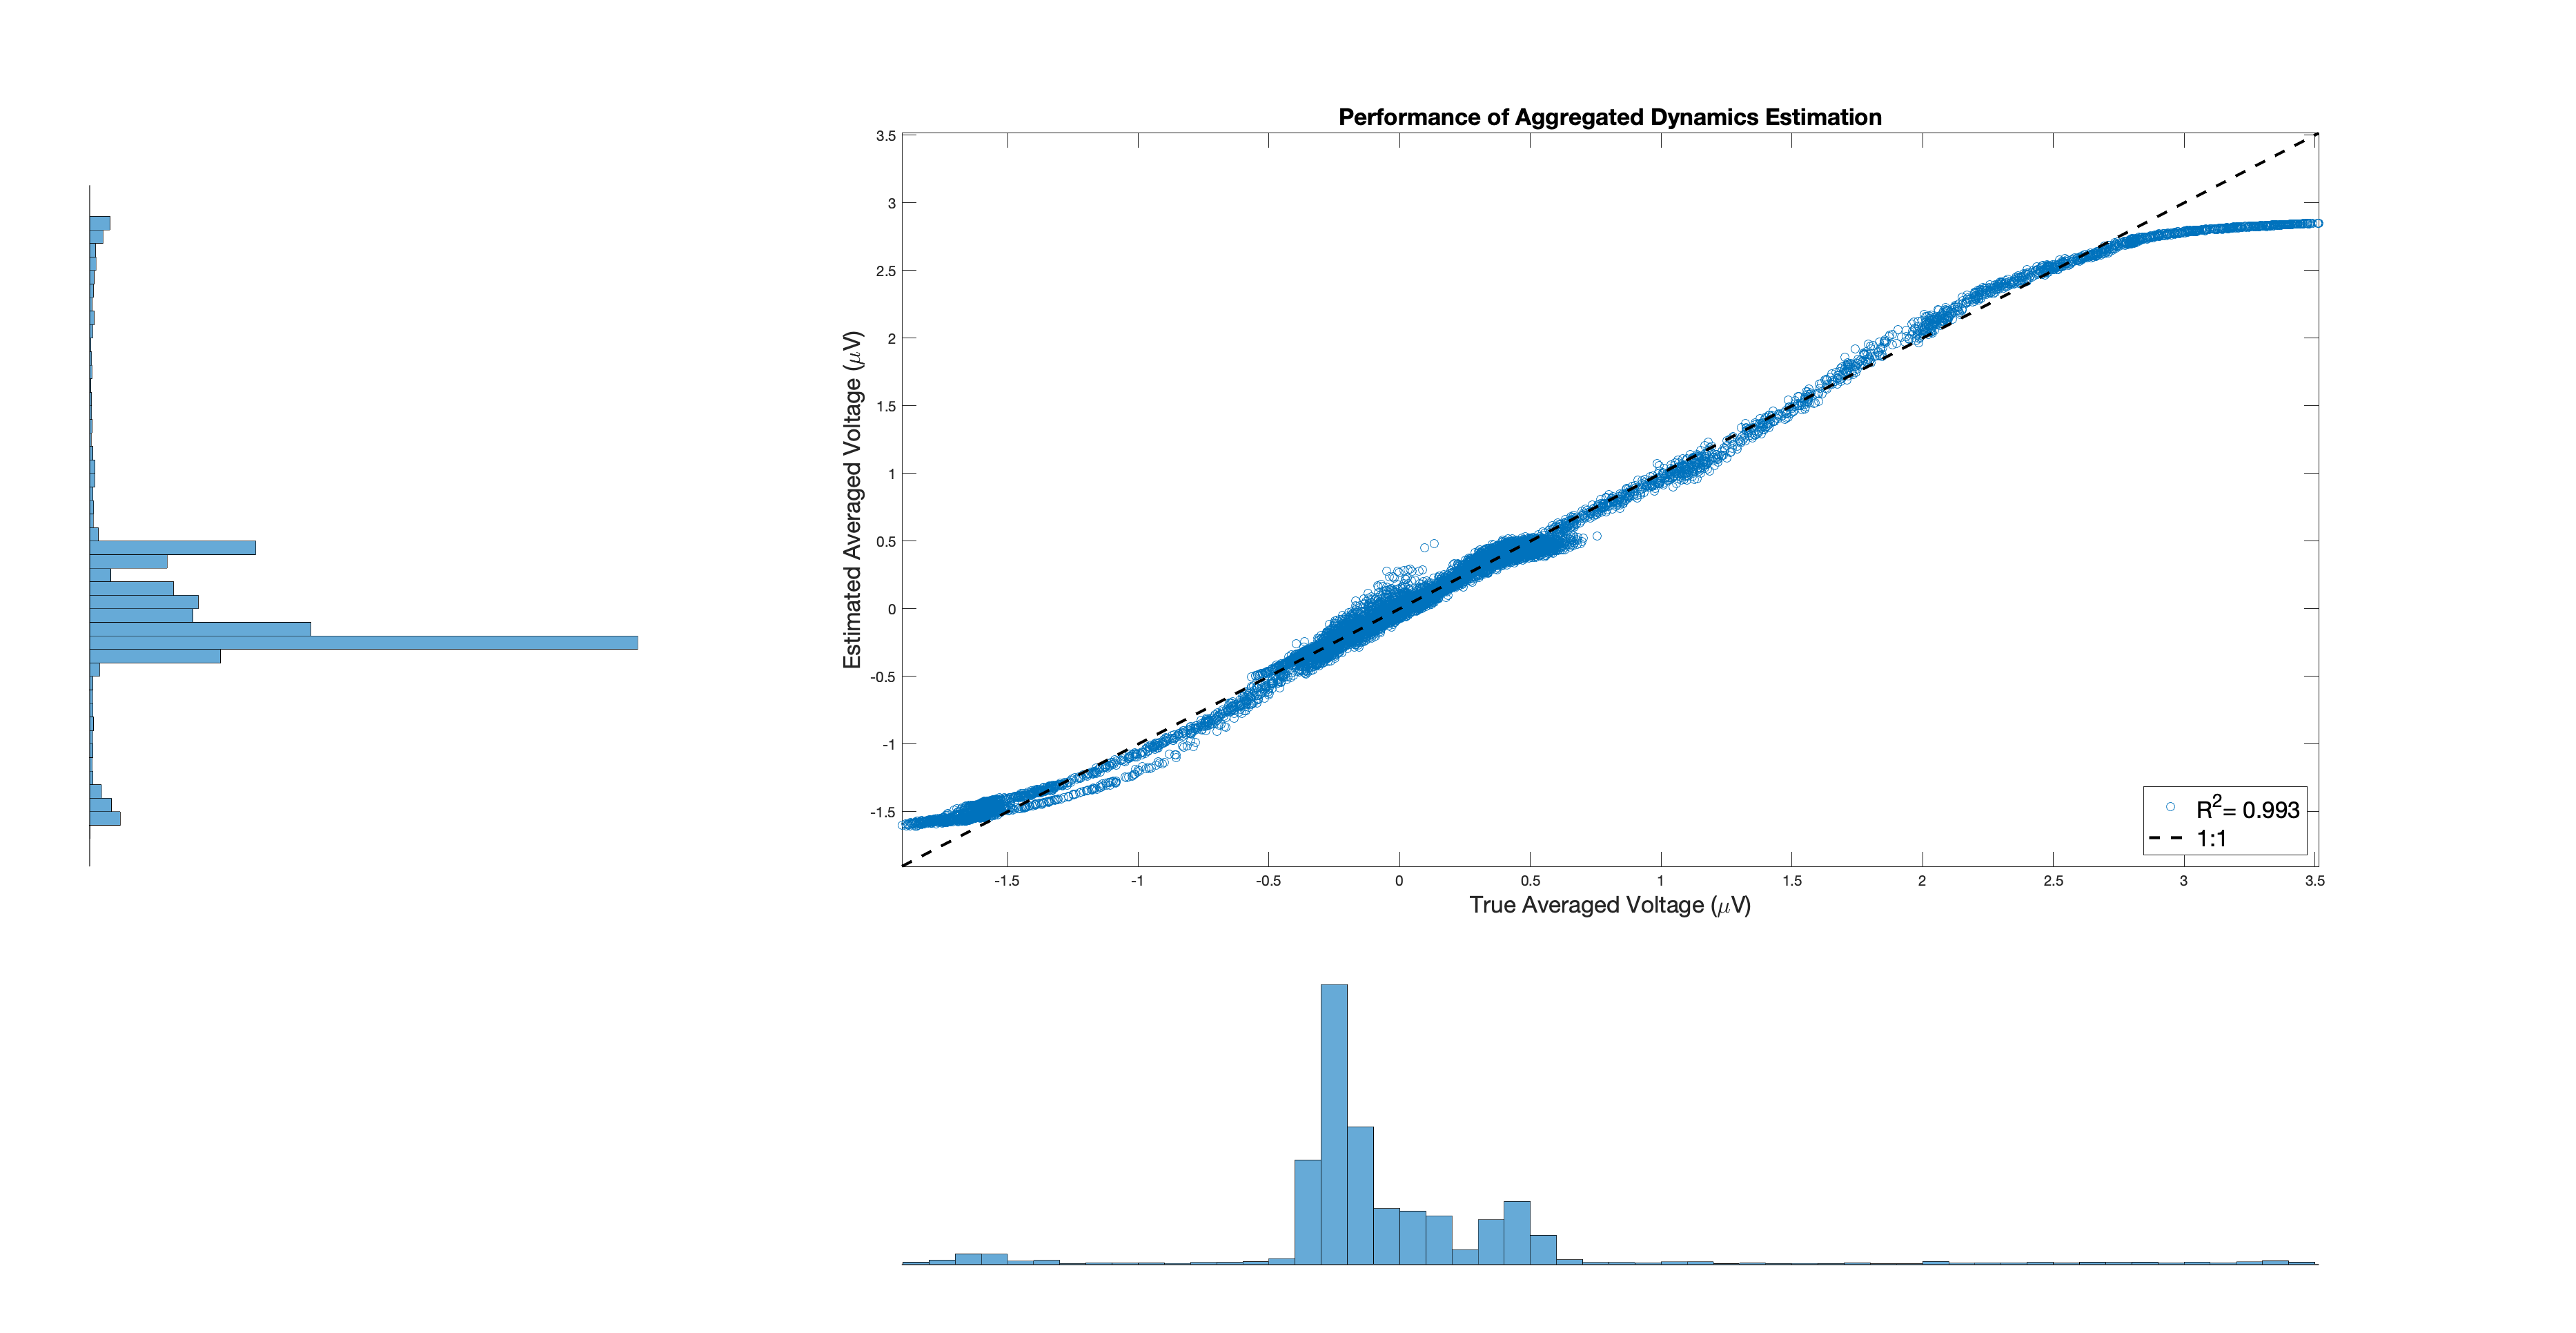 Performance of Aggregated Dynamics Estimation
3.5
3
2.5
2
1.5
1
0.5
0
-0.5
-1
-1.5
Estimated Averaged Voltage (μV)
-1.5 -1 -0.5 0 0.5 1 1.5 2 2.5 3 3.5
True Averaged Voltage (μV)
R²= 0.993
1:1